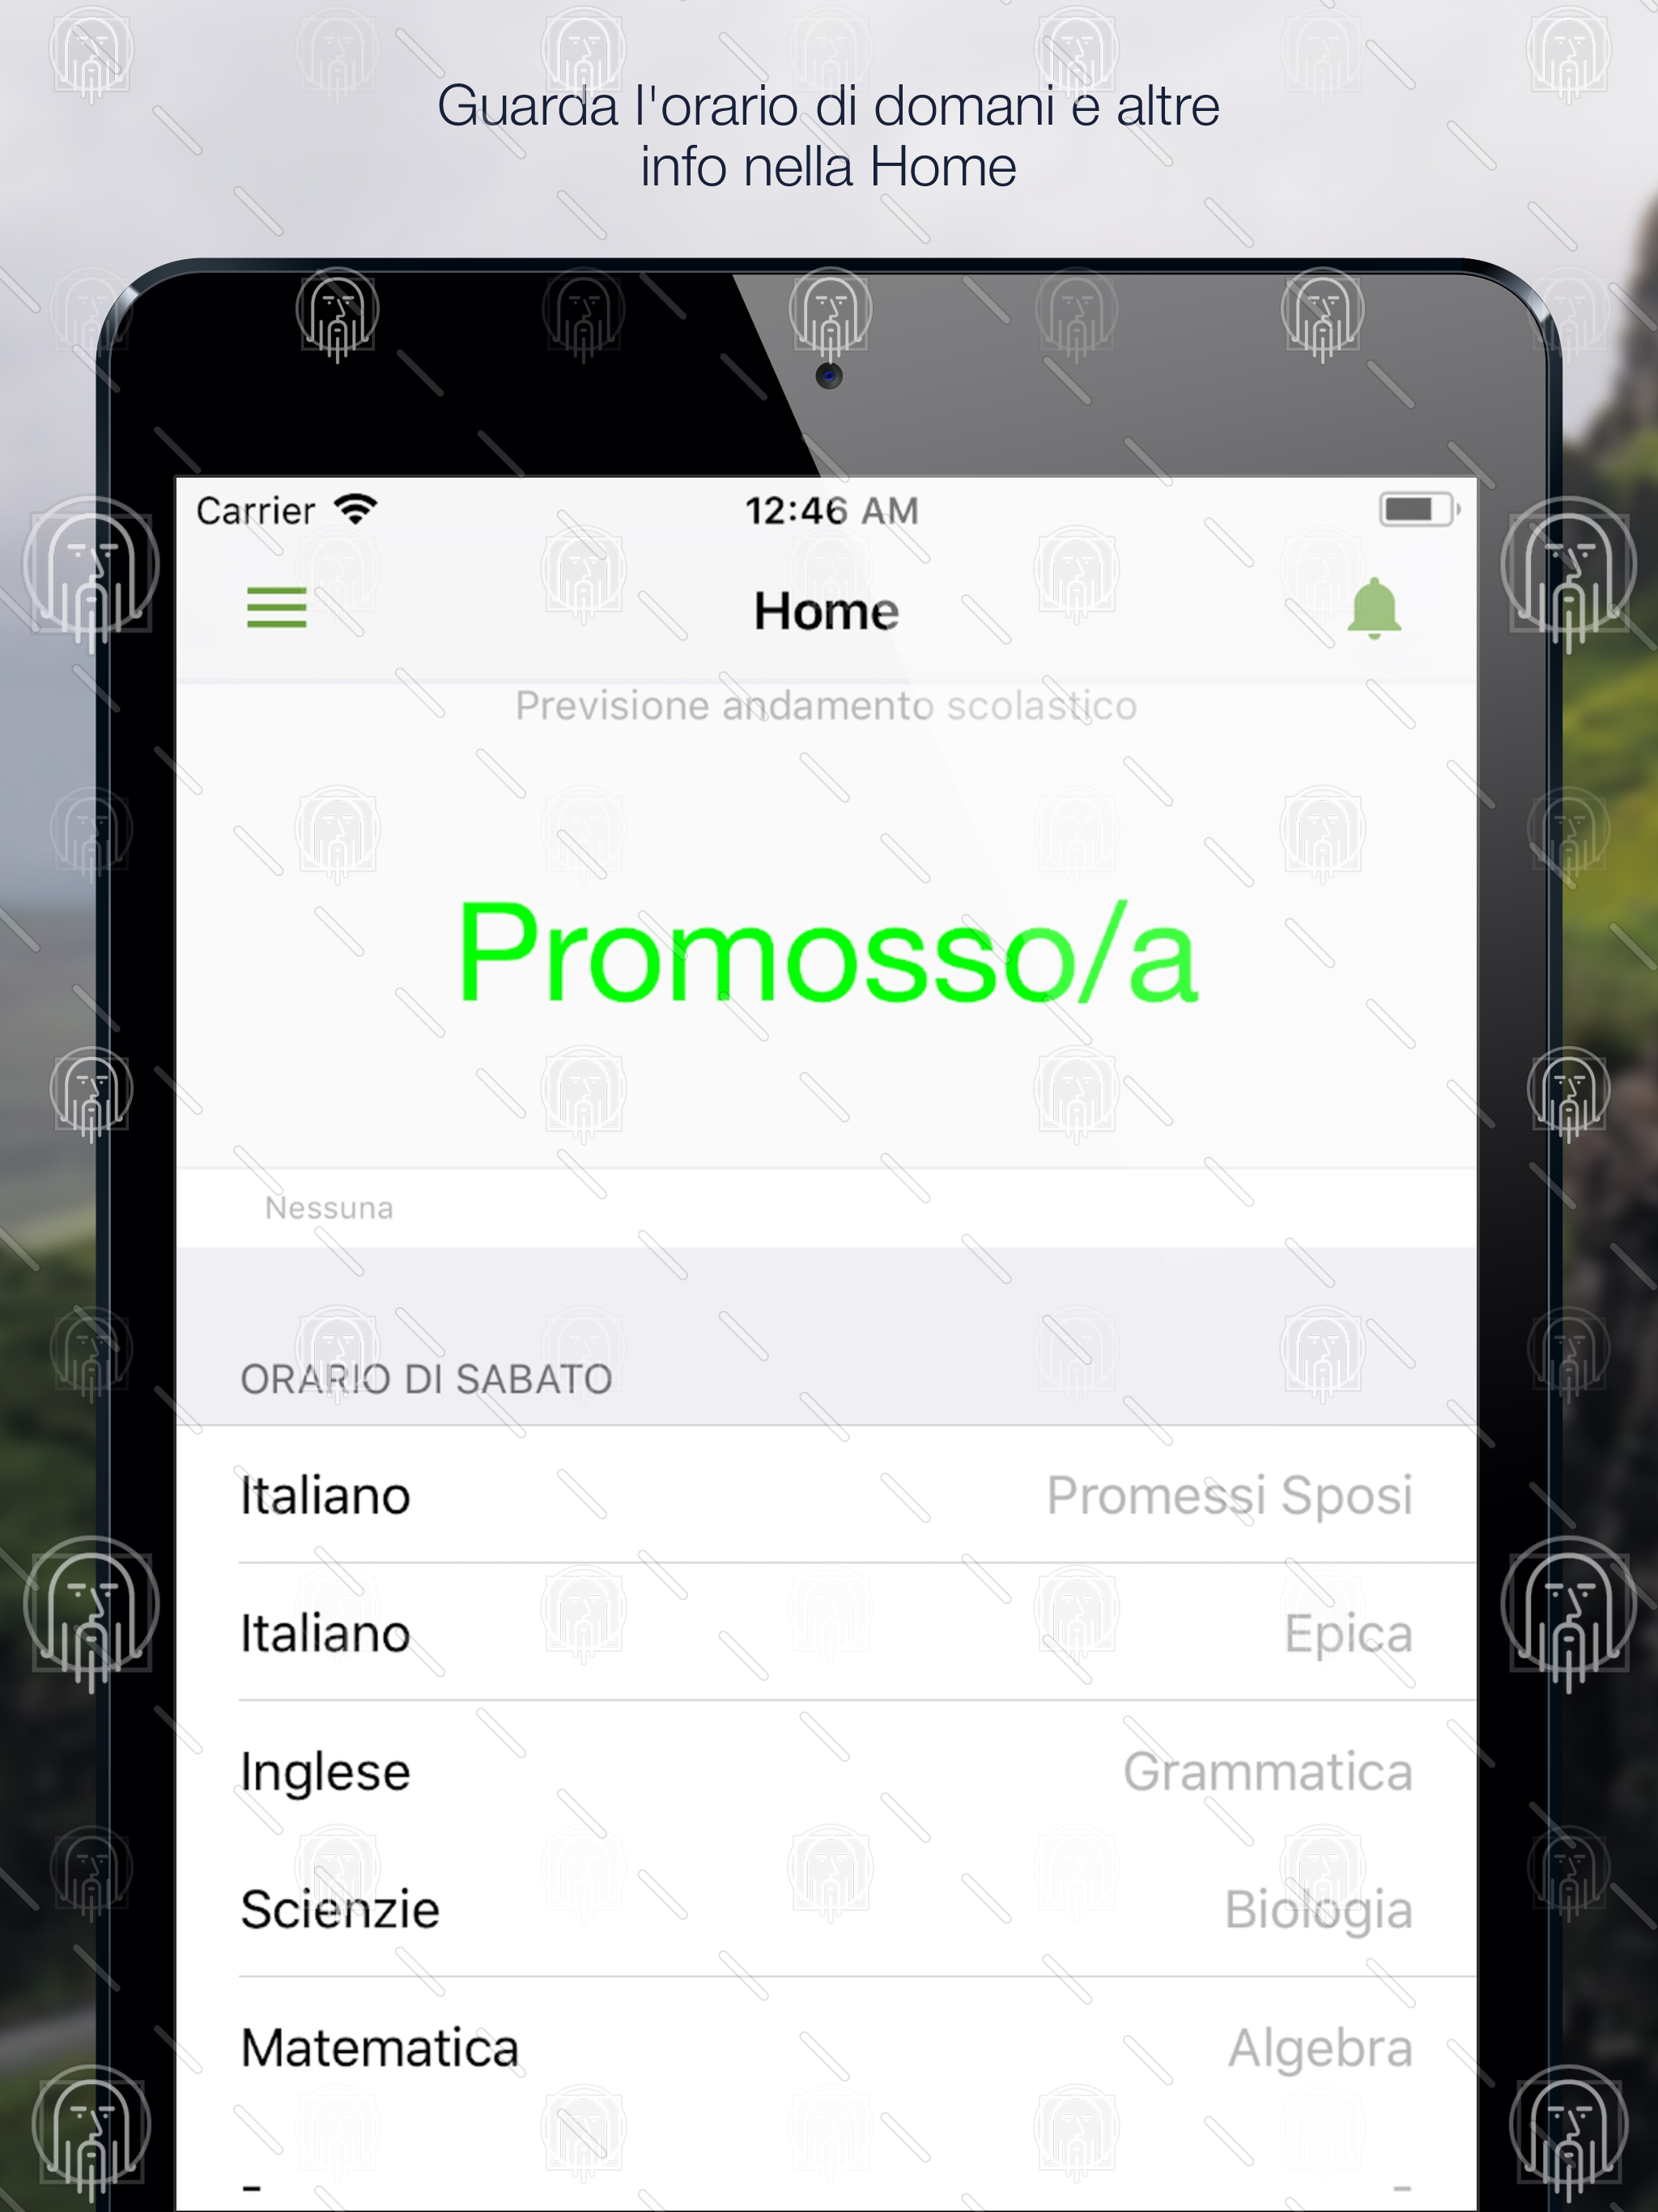 Guarda l'orario di domani e altre
info nella Home
Carrier 12:46 AM
Home
Previsione andamento scolastico
Promosso/a
Nessuna
ORARIO DI SABATO
Italiano Promessi Sposi
Italiano Epica
Inglese Grammatica
Scienzie Biologia
Matematica Algebra
- -